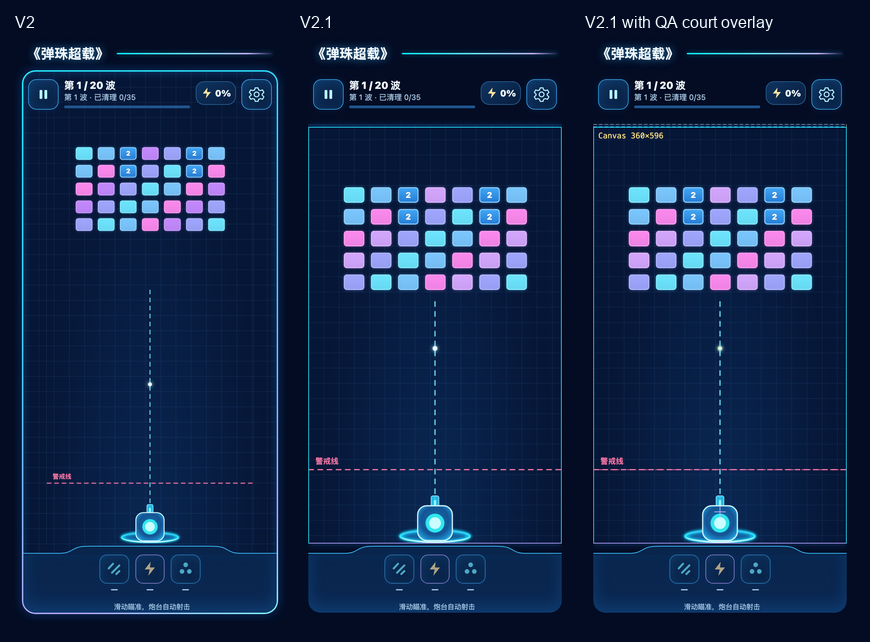 V2
《弹珠超载》
第 1 / 20 波
第 1 波 · 已清理 0/35
0%
2 2
2 2
警戒线
滑动瞄准，炮台自动射击
V2.1
《弹珠超载》
第 1 / 20 波
第 1 波 · 已清理 0/35
0%
2 2
2 2
警戒线
滑动瞄准，炮台自动射击
V2.1 with QA court overlay
《弹珠超载》
第 1 / 20 波
第 1 波 · 已清理 0/35
0%
Canvas 360×596
2 2
2 2
警戒线
滑动瞄准，炮台自动射击